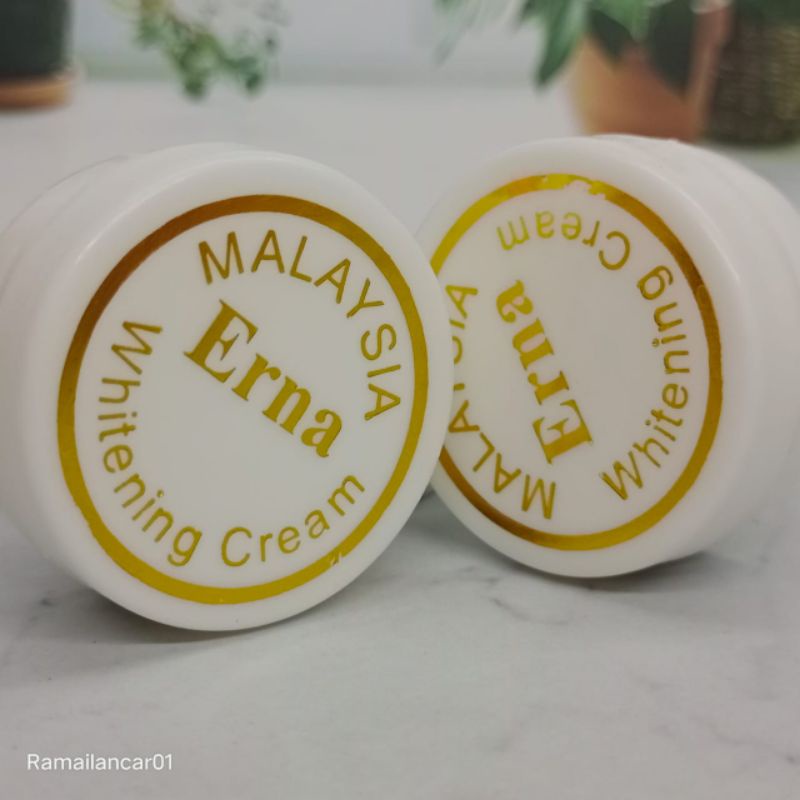 MALAYSIA
Erna
Whitening Cream
MALAYSIA
Erna
Whitening Cream
Ramailancar01